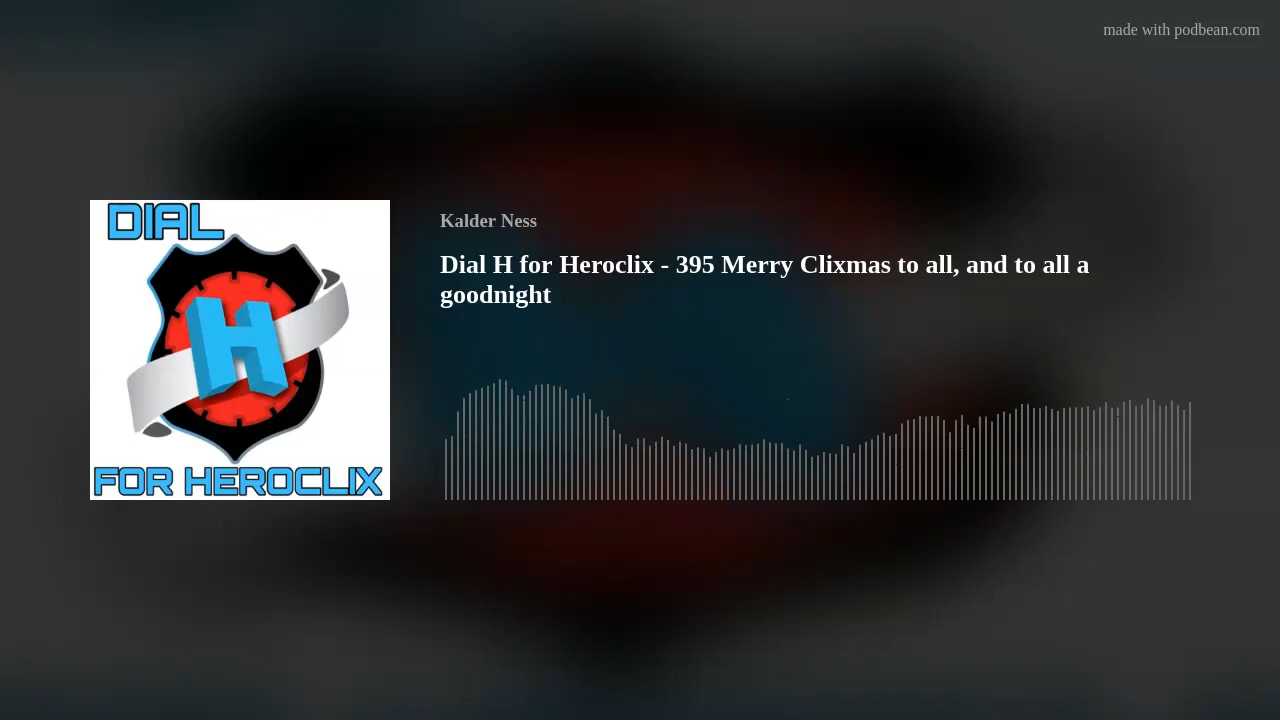 made with podbean.com
DIAL
H
FOR HEROCLIX
Kalder Ness
Dial H for Heroclix - 395 Merry Clixmas to all, and to all a
goodnight